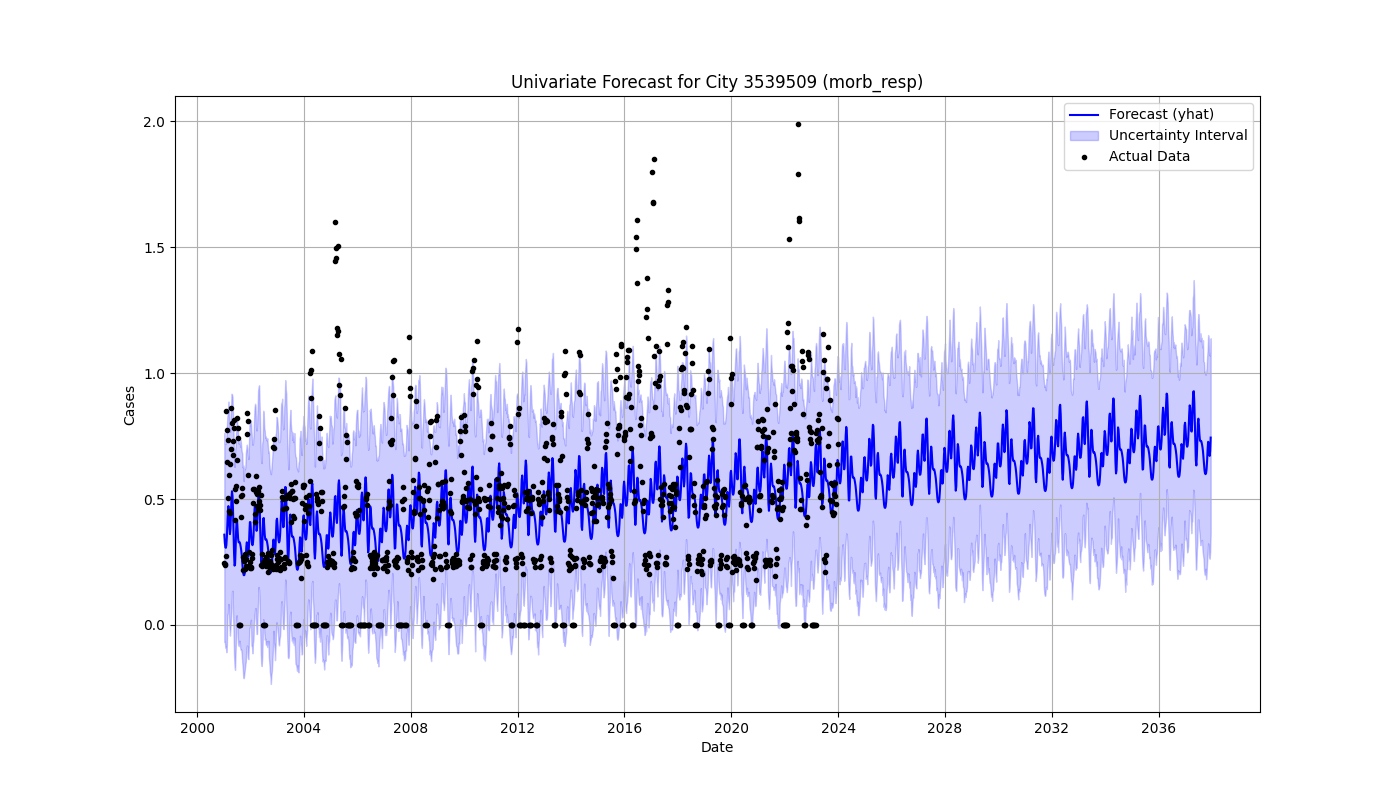 Univariate Forecast for City 3539509 (morb_resp)
Forecast (yhat)
Uncertainty Interval
Actual Data
2.0
1.5
1.0
0.5
0.0
Cases
2000 2004 2008 2012 2016 2020 2024 2028 2032 2036
Date